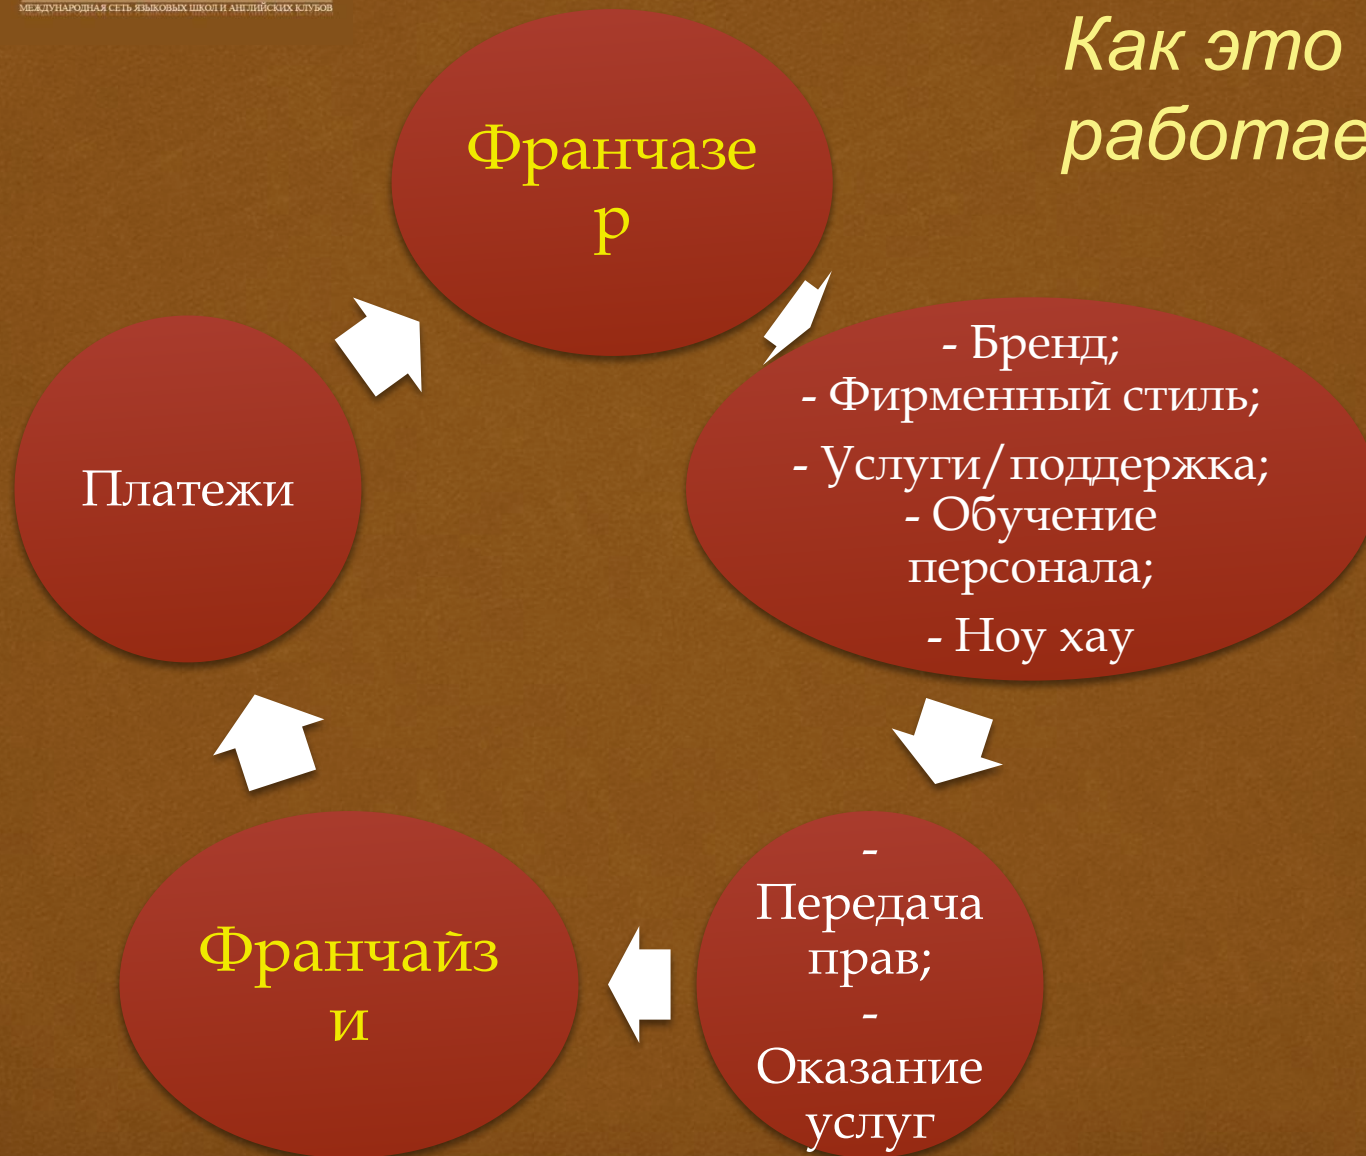 МЕЖДУНАРОДНАЯ СЕТЬ ЯЗЫКОВЫХ ШКОЛ И АНГЛИЙСКИХ КЛУБОВ
Как это
работае
Франчазе
р
- Бренд;
- Фирменный стиль;
- Услуги/поддержка;
- Обучение
персонала;
- Ноу хау
-
Передача
прав;
-
Оказание
услуг
Франчайз
и
Платежи